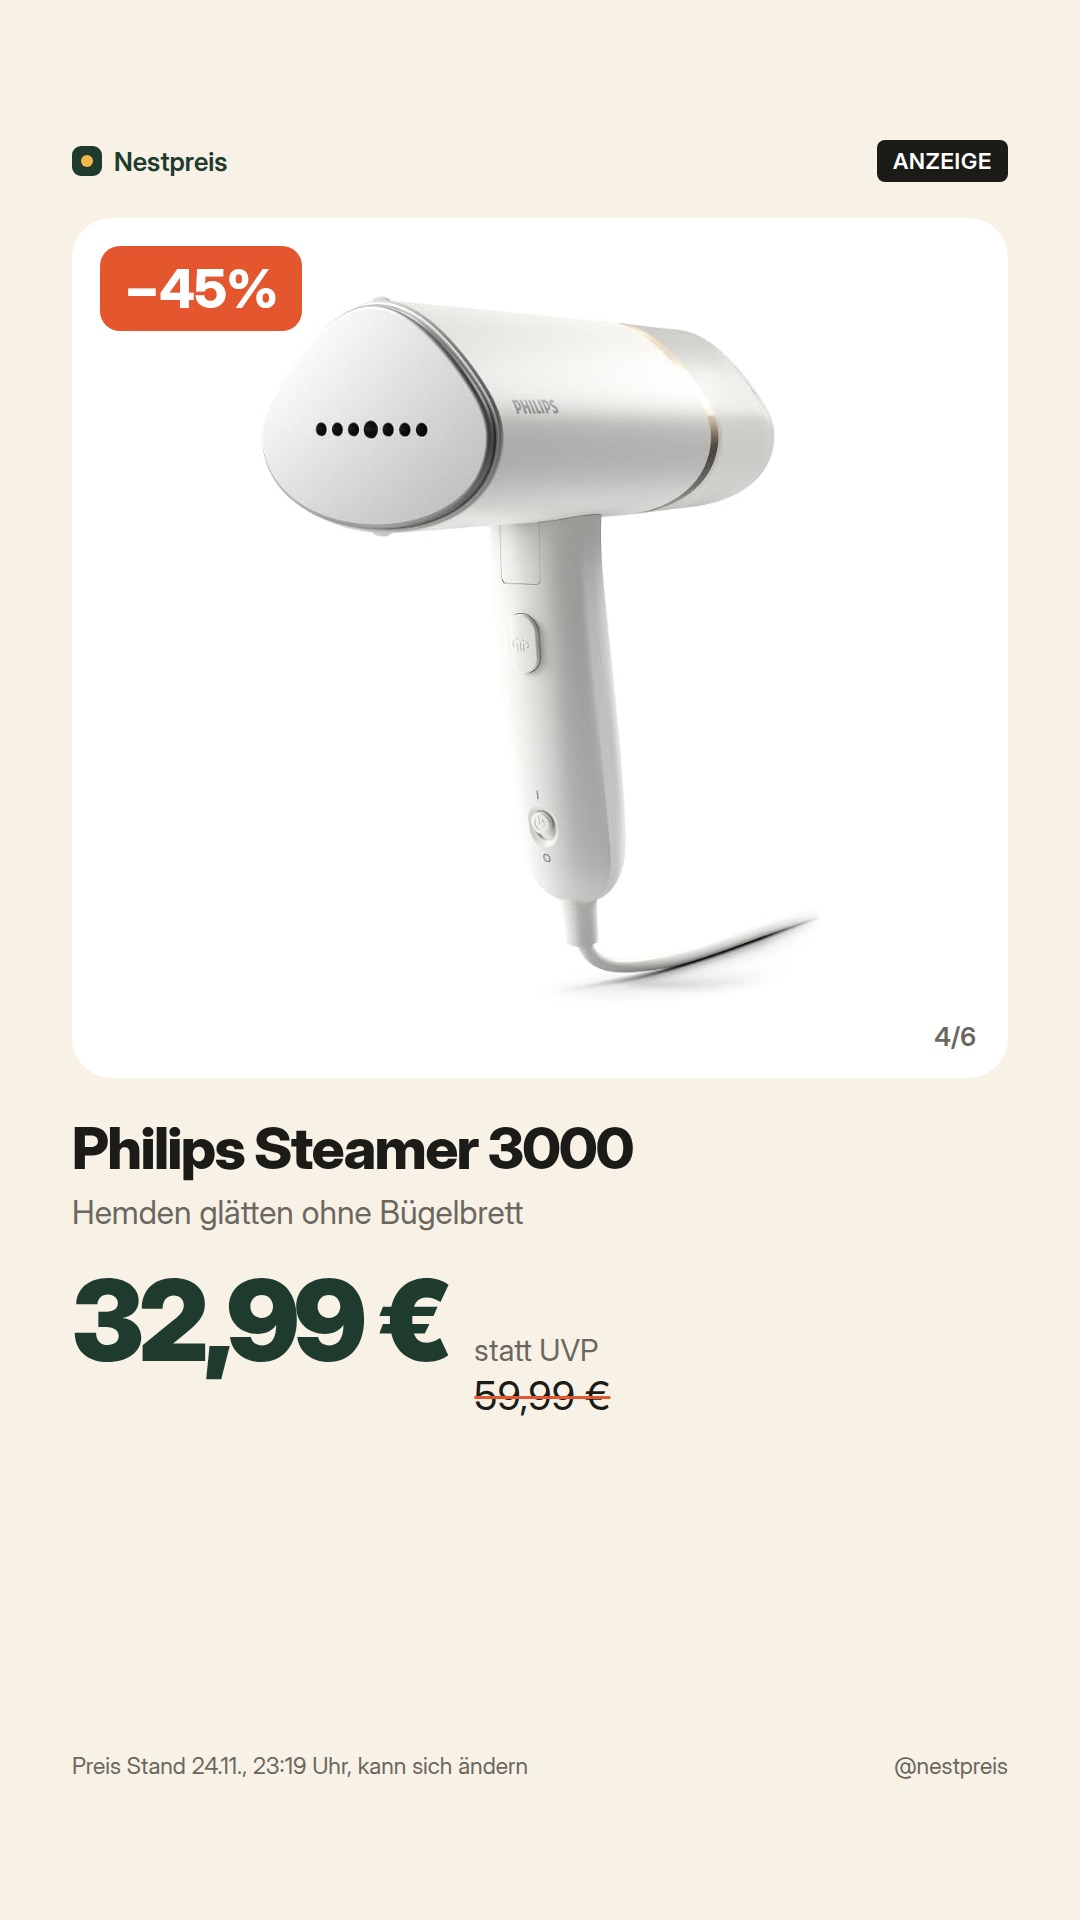 Nestpreis
ANZEIGE
–45%
PHILIPS
4/6
Philips Steamer 3000
Hemden glätten ohne Bügelbrett
32,99 €
statt UVP
59,99 €
Preis Stand 24.11., 23:19 Uhr, kann sich ändern
@nestpreis